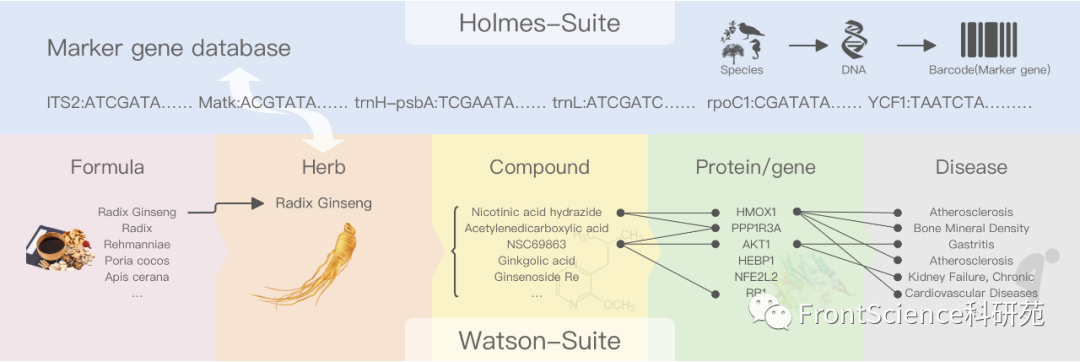 Holmes-Suite
Marker gene database
Species
DNA
Barcode(Marker gene)
ITS2:ATCGATA......
Matk:ACGTATA......
trnH-psbA:TCGAATA......
trnL:ATCGATC......
rpoC1:CGATATA......
YCF1:TAATCTA.........
Formula
Radix Ginseng
Radix
Rehmanniae
Poria cocos
Apis cerana
...
Herb
Radix Ginseng
Compound
Nicotinic acid hydrazide
Acetylenedicarboxylic acid
NSC69863
Ginkgolic acid
Ginsenoside Re
...
CH₃
N
OCH₃
Protein/gene
HMOX1
PPP1R3A
AKT1
HEBP1
NFE2L2
Disease
Atherosclerosis
Bone Mineral Density
Gastritis
Atherosclerosis
Kidney Failure, Chronic
Cardiovascular Diseases
FrontScience科研苑
Watson-Suite